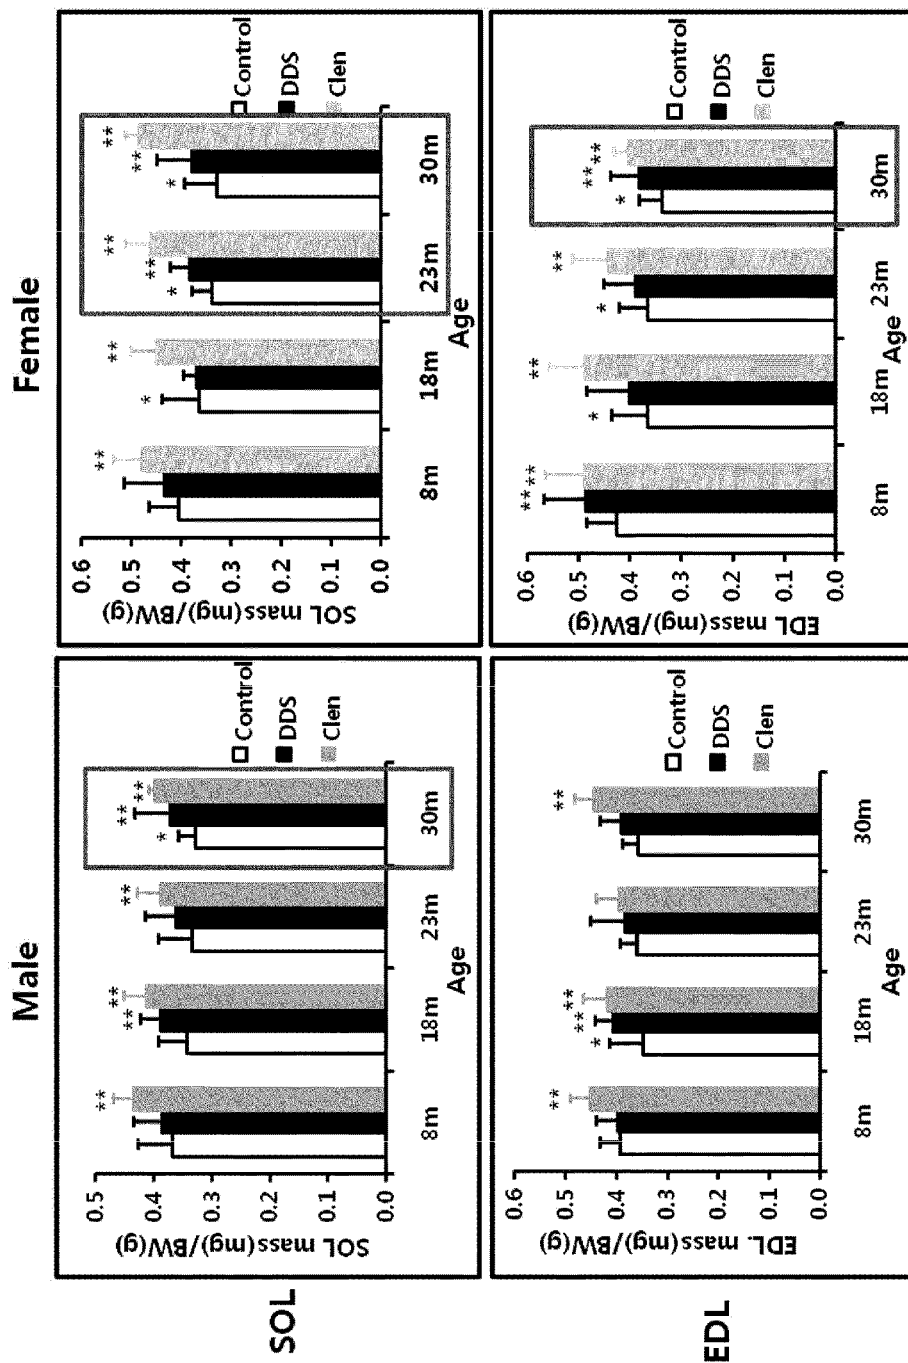 Male
Female
SOL
SOL mass(mg)/BW(g)
0.5
0.4
0.3
0.2
0.1
0.0
**
** **
**
* ** **
8m 18m 23m 30m
Age
Control
DDS
Clen
SOL mass(mg)/BW(g)
0.6
0.5
0.4
0.3
0.2
0.1
0.0
**
* **
* ** **
* ** **
8m 18m 23m 30m
Age
Control
DDS
Clen
EDL
EDL. mass(mg)/BW(g)
0.6
0.5
0.4
0.3
0.2
0.1
0.0
**
* ** **
**
8m 18m 23m 30m
Age
Control
DDS
Clen
EDL mass(mg)/BW(g)
0.6
0.5
0.4
0.3
0.2
0.1
0.0
** **
* **
* **
* ** **
8m 18m 23m 30m
Age
Control
DDS
Clen